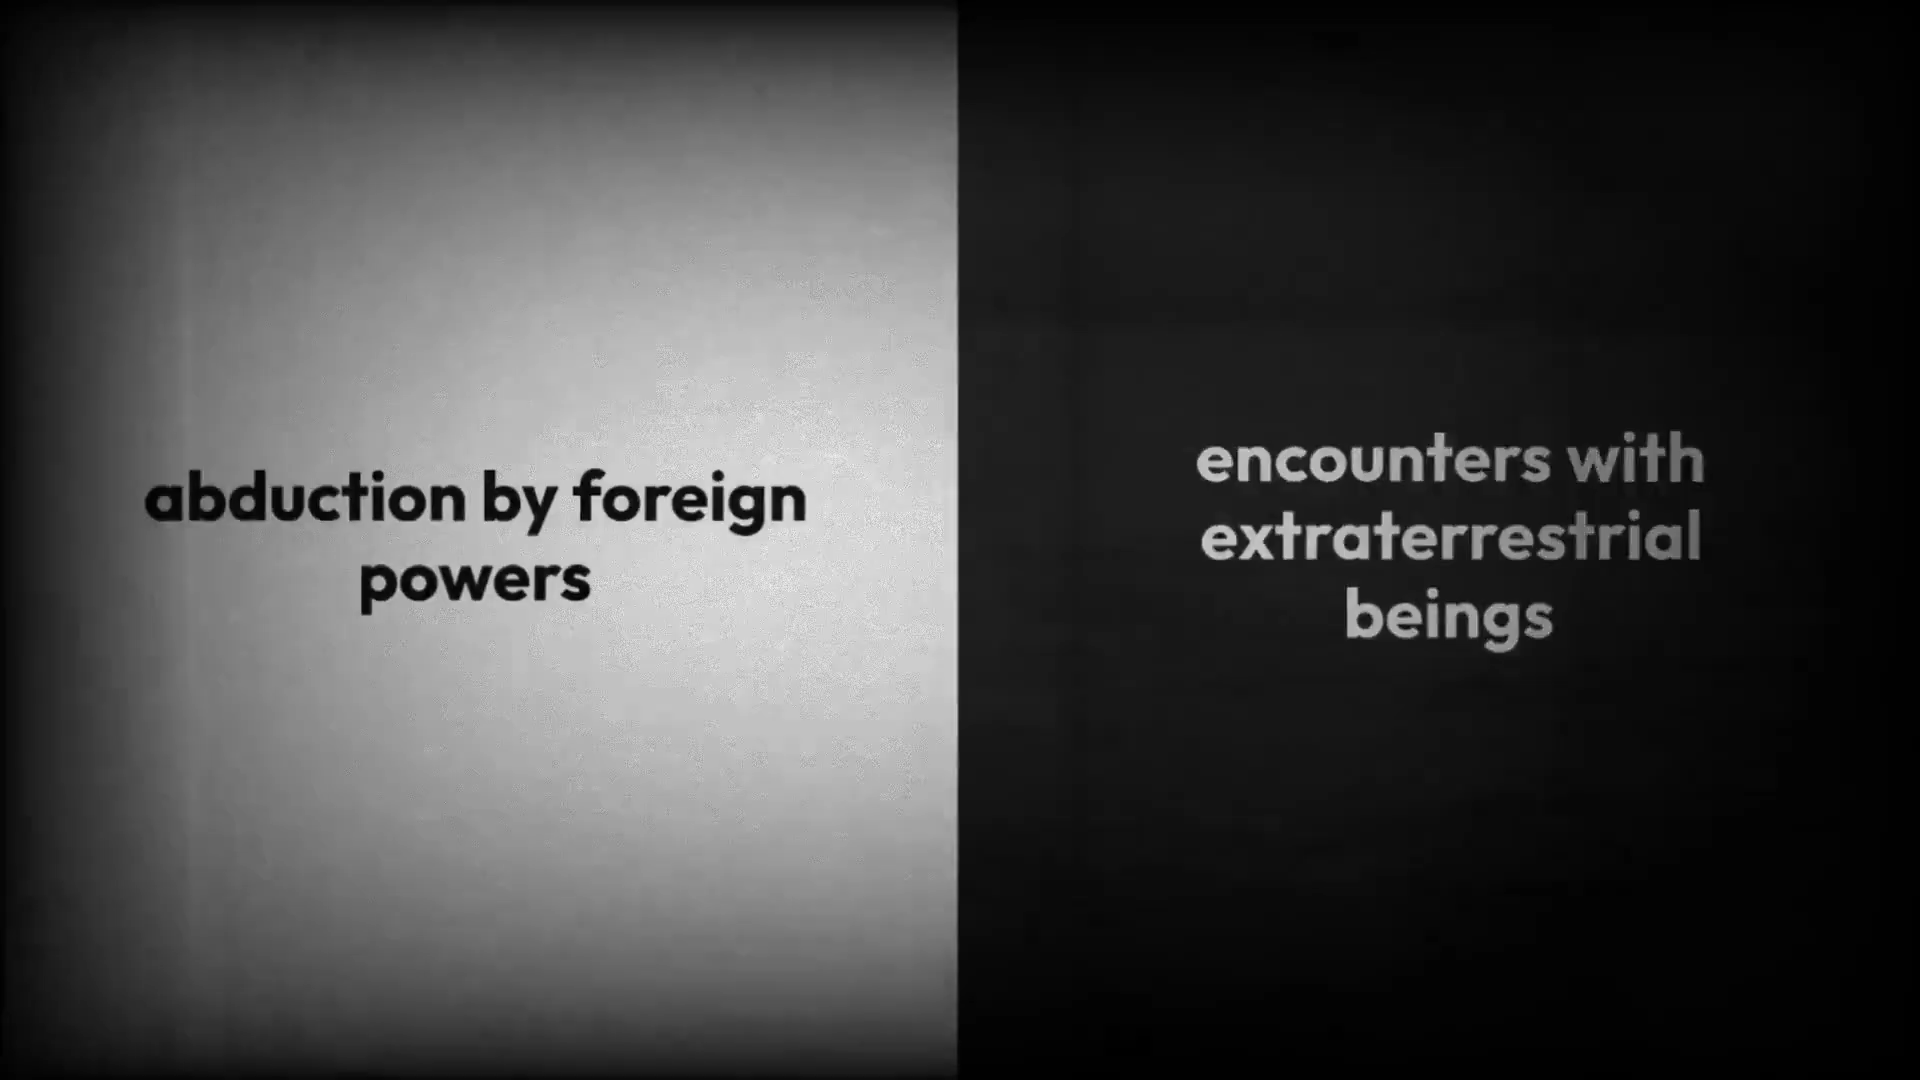 abduction by foreign
powers
encounters with
extraterrestrial
beings